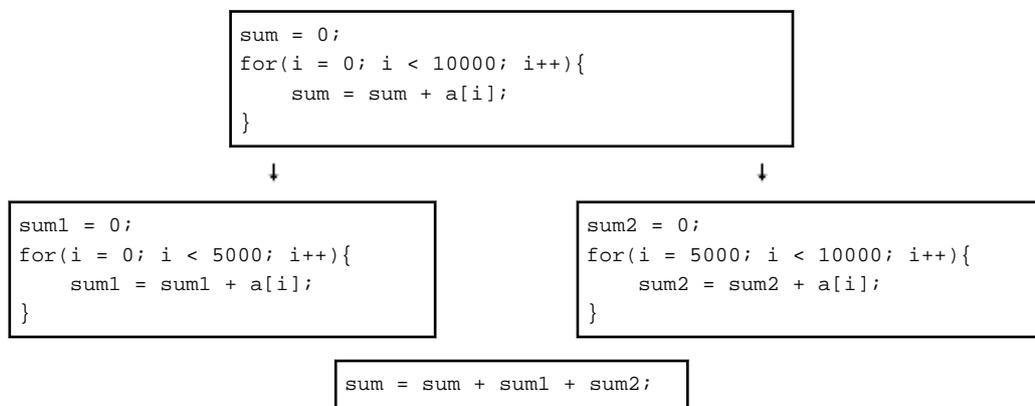 sum = 0;
for(i = 0; i < 10000; i++){
    sum = sum + a[i];
}
sum1 = 0;
for(i = 0; i < 5000; i++){
    sum1 = sum1 + a[i];
}
sum2 = 0;
for(i = 5000; i < 10000; i++){
    sum2 = sum2 + a[i];
}
sum = sum + sum1 + sum2;